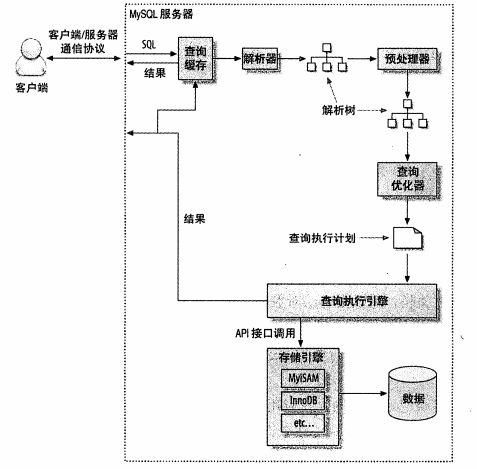 MySQL 服务器
客户端/服务器
通信协议
客户端
SQL
结果
查询
缓存
解析器
预处理器
解析树
查询
优化器
结果
查询执行计划
查询执行引擎
API 接口调用
存储引擎
MyiSAM
InnoDB
etc...
数据